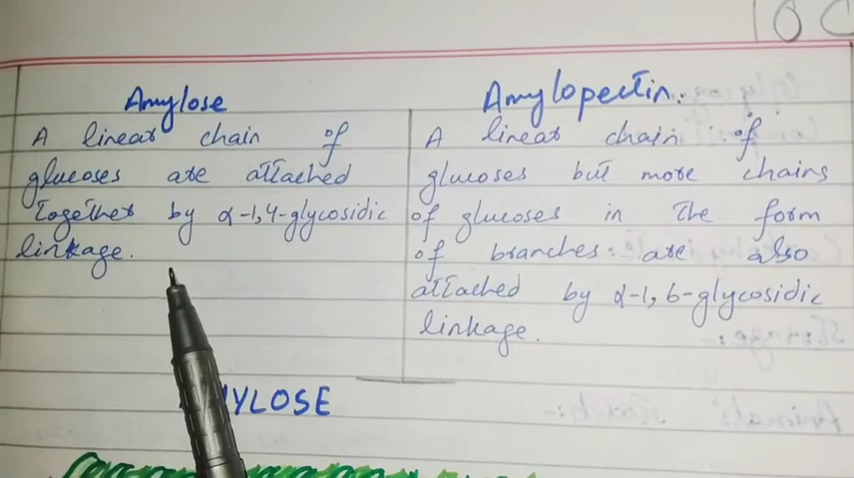 10 C
Amylose
A linear chain of
glucoses are attached
together by α-1,4-glycosidic
linkage.
Amylopectin.
A linear chain of
glucoses but more chains
of glucoses in the form
of branches: are also
attached by α-1, 6-glycosidic
linkage.
YLOSE